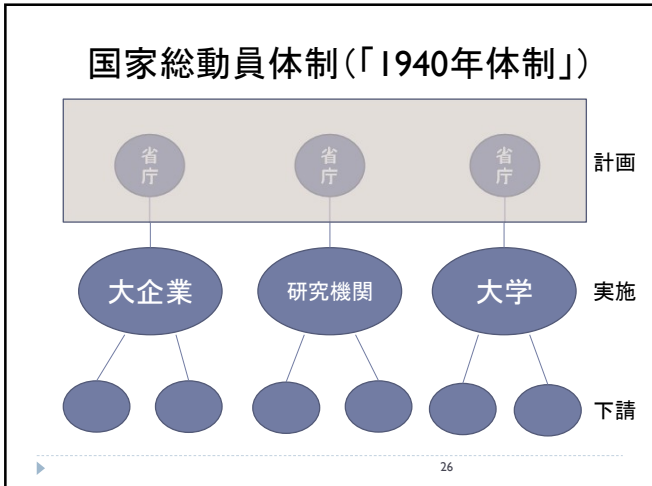 国家総動員体制(「1940年体制」)
省庁
省庁
省庁
計画
大企業
研究機関
大学
実施
下請
26